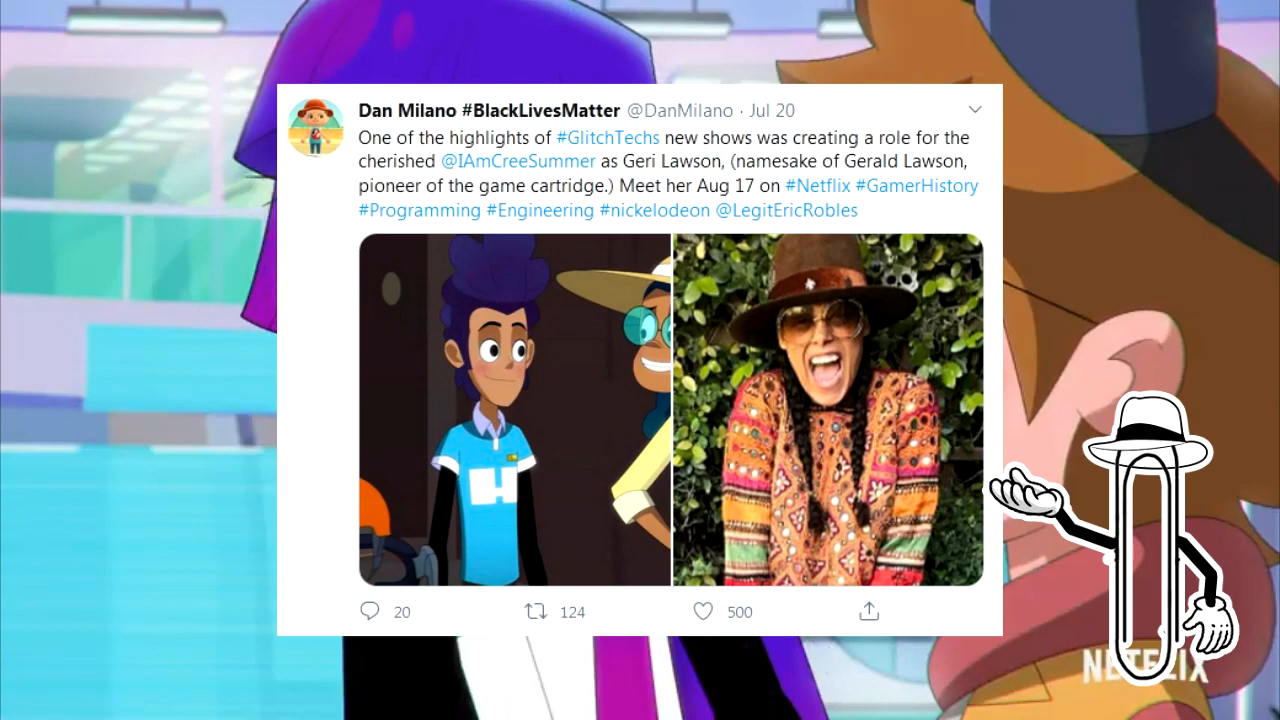 Dan Milano #BlackLivesMatter @DanMilano · Jul 20
One of the highlights of #GlitchTechs new shows was creating a role for the
cherished @IAmCreeSummer as Geri Lawson, (namesake of Gerald Lawson,
pioneer of the game cartridge.) Meet her Aug 17 on #Netflix #GamerHistory
#Programming #Engineering #nickelodeon @LegitEricRobles
H
20 124 500
NETFLIX